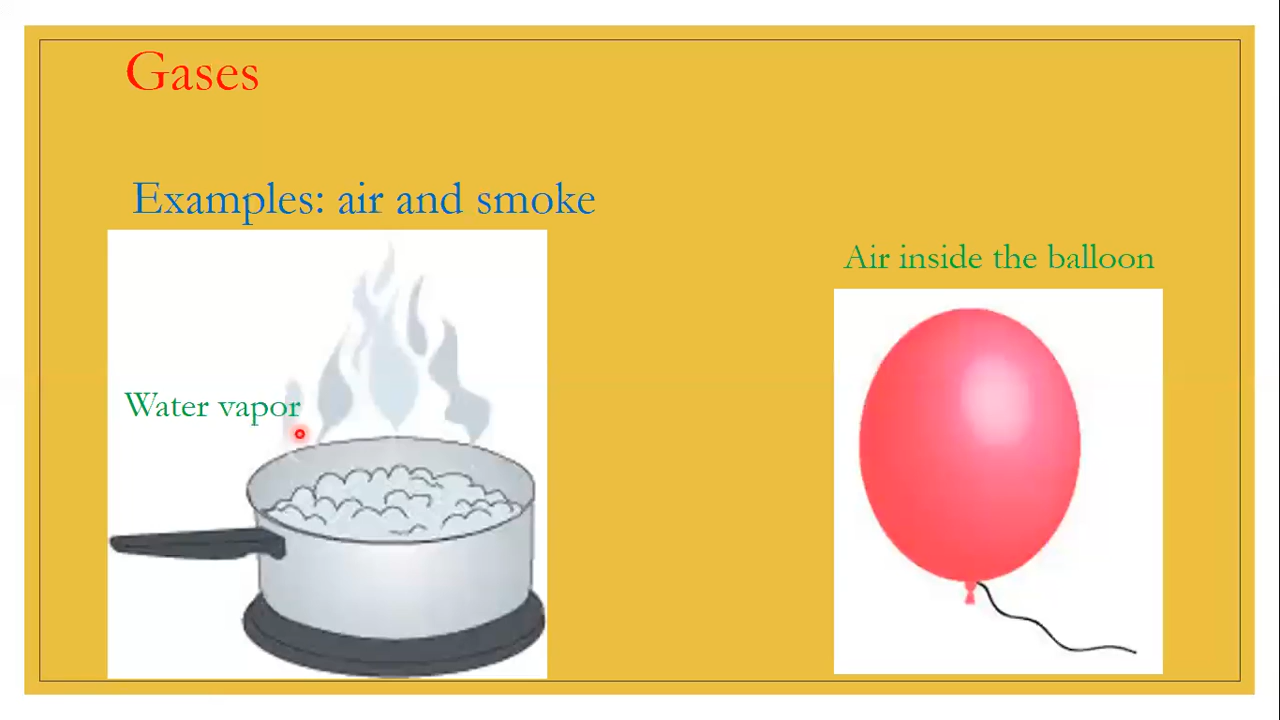 Gases
Examples: air and smoke
Air inside the balloon
Water vapor